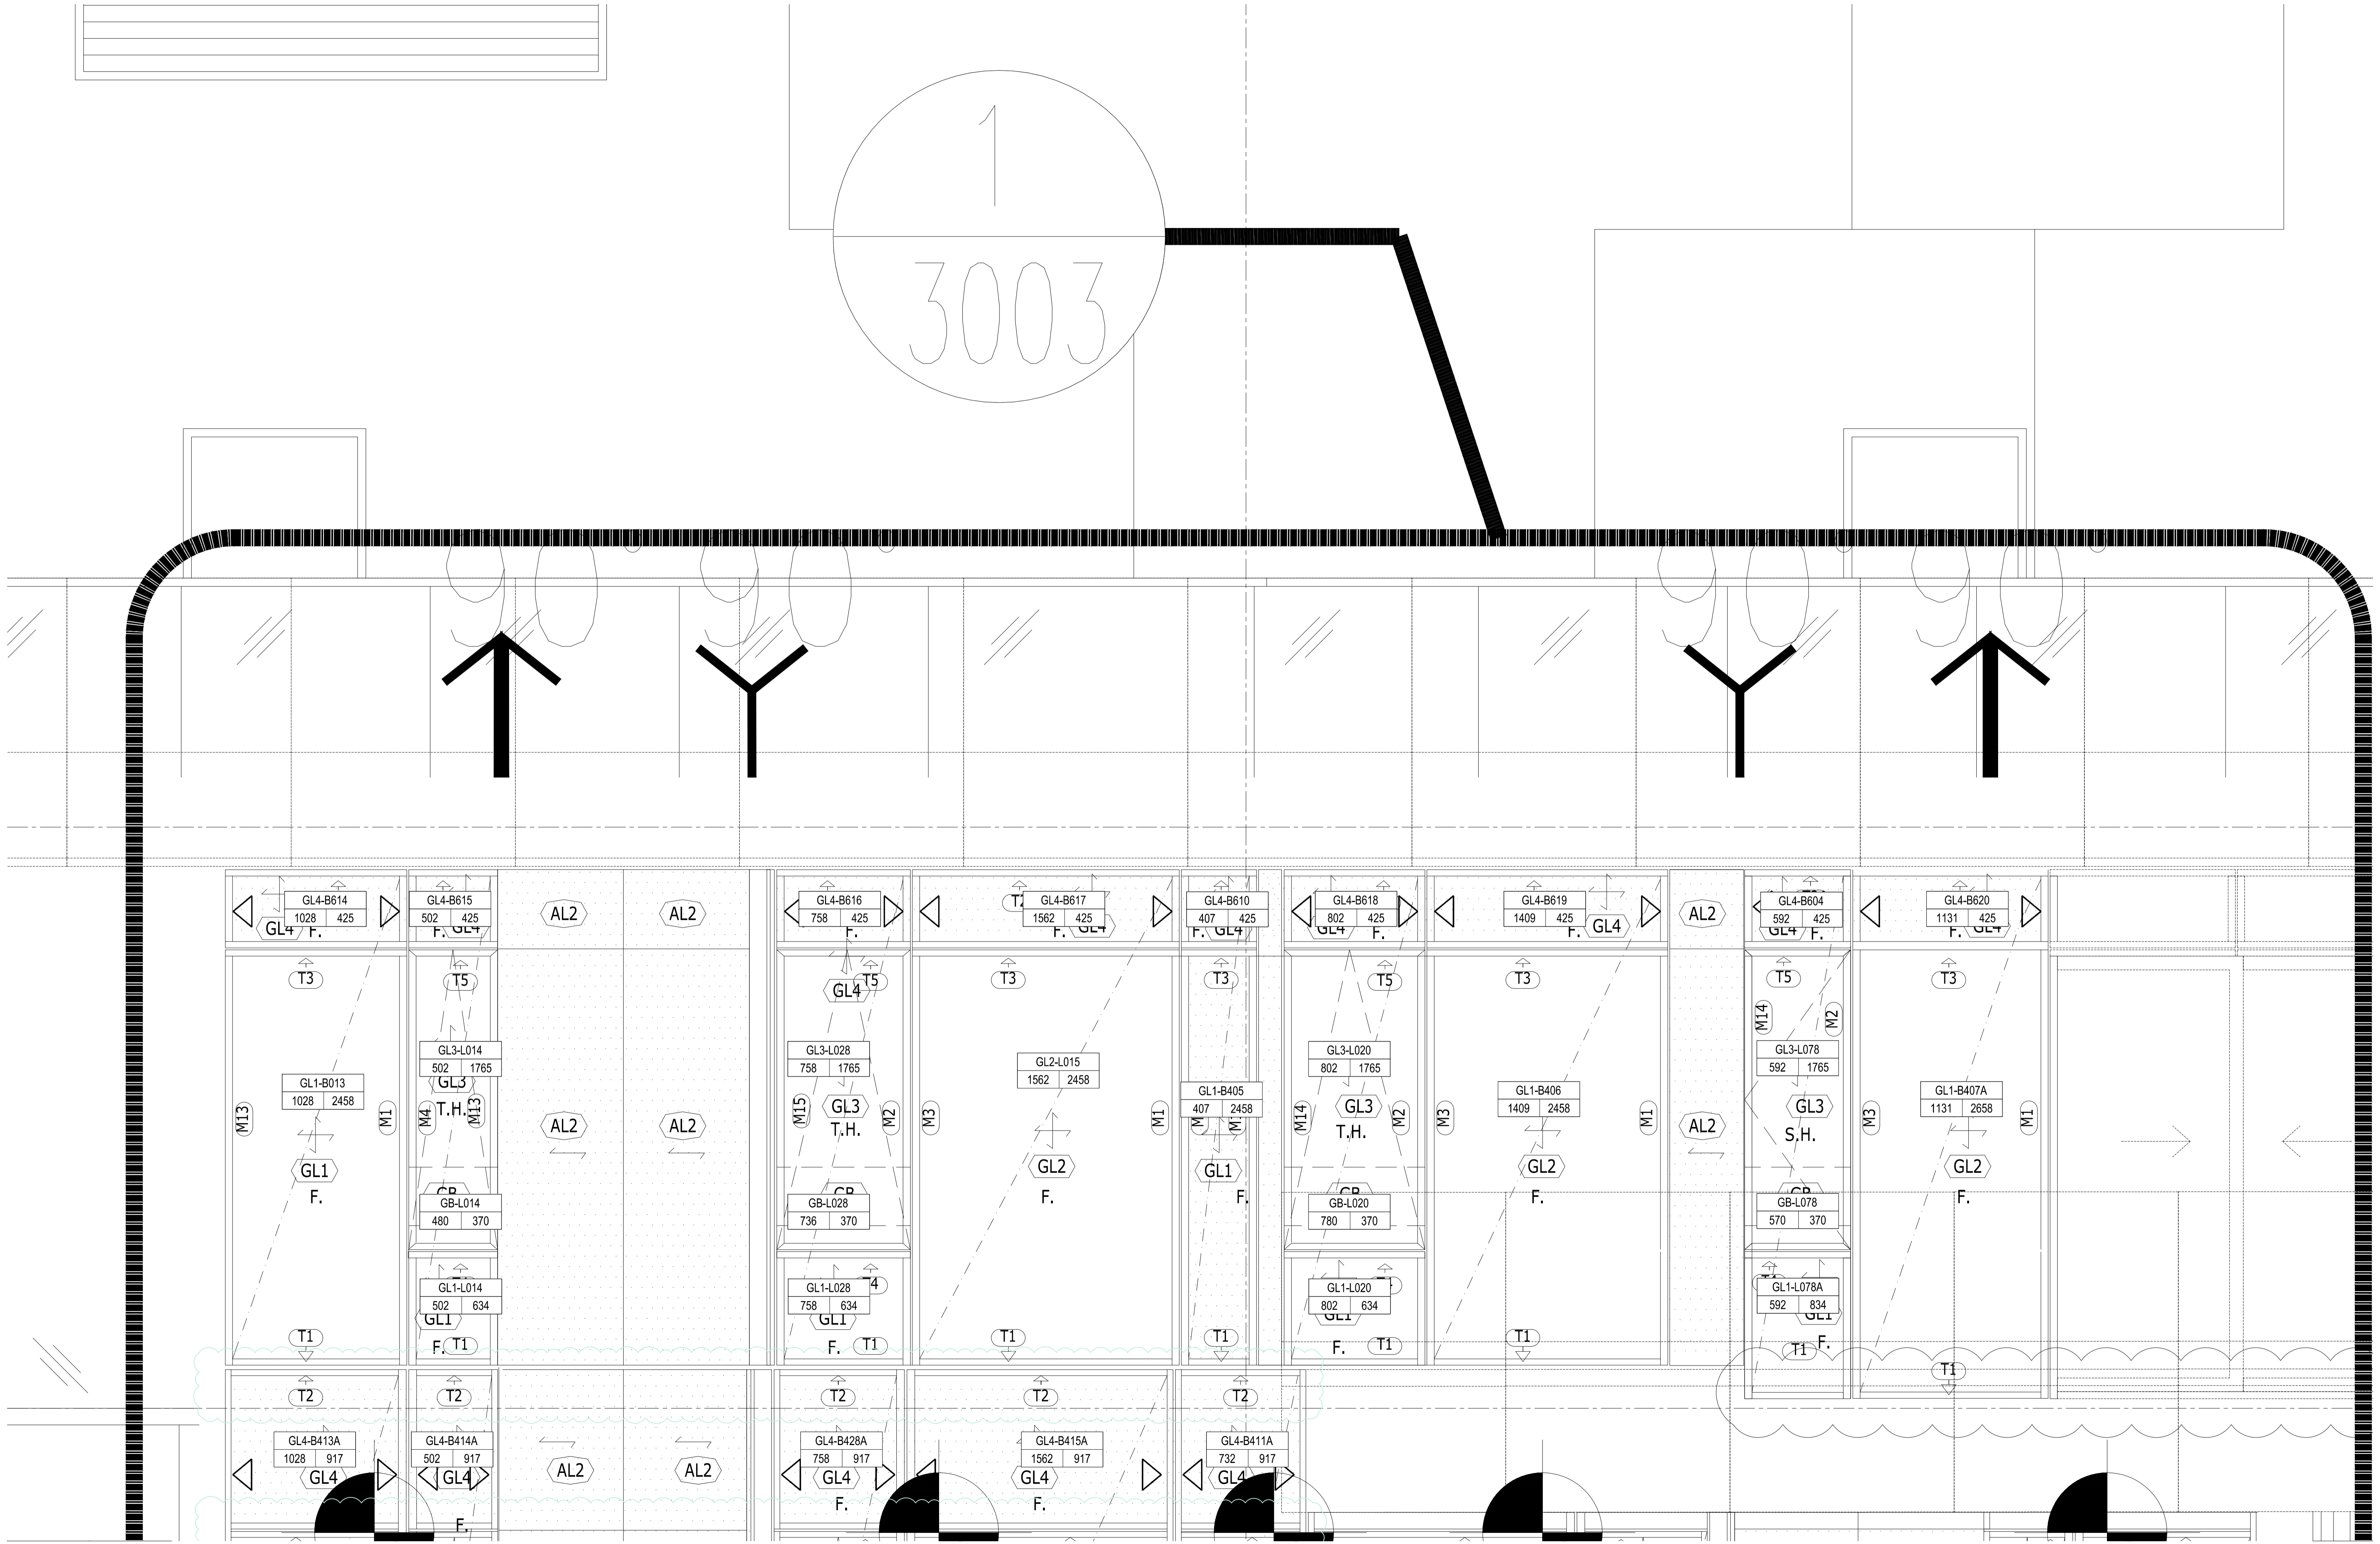 1
3003
GL4-B614
1028 425
GL4 F.
GL4-B615
502 425
F. GL4
AL2
AL2
GL4-B616
758 425
F.
GL4-B617
1562 425
F. GL4
GL4-B610
407 425
F. GL4
GL4-B618
802 425
GL4 F.
GL4-B619
1409 425
F. GL4
AL2
GL4-B604
592 425
GL4 F.
GL4-B620
1131 425
F. GL4
T3
T5
GL4 T5
T3
T3
T5
T3
T5
T3
M14
M2
GL3-L014
502 1765
GL3
T.H.
GL3-L028
758 1765
GL3
T.H.
GL2-L015
1562 2458
GL3-L020
802 1765
GL3
T.H.
GL3-L078
592 1765
GL3
S.H.
GL1-B013
1028 2458
GL1-B405
407 2458
GL1-B406
1409 2458
GL1-B407A
1131 2658
M13
M1
M4
M13
AL2
AL2
M15
M2
M3
M1
M14
M2
M3
M1
AL2
M3
M1
GL1
F.
GL2
F.
GL1
F.
GL2
F.
GL2
F.
GB-L014
480 370
GB-L028
736 370
GB-L020
780 370
GB-L078
570 370
GL1-L014
502 634
GL1
F. T1
GL1-L028
758 634
T4
GL1
F. T1
GL1-L020
802 634
GL1
F. T1
GL1-L078A
592 834
GL1
F.
T1
T1
T1
T1
T1
T1
T2
T2
T2
T2
T2
GL4-B413A
1028 917
GL4
GL4-B414A
502 917
GL4
F.
AL2
AL2
GL4-B428A
758 917
GL4
F.
GL4-B415A
1562 917
GL4
F.
GL4-B411A
732 917
GL4